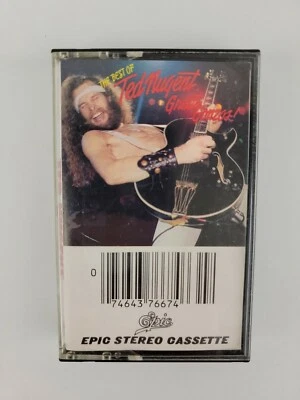 THE BEST OF
Ted Nugent
Great
Gonzos!
0
74643 76674
Epic
EPIC STEREO CASSETTE